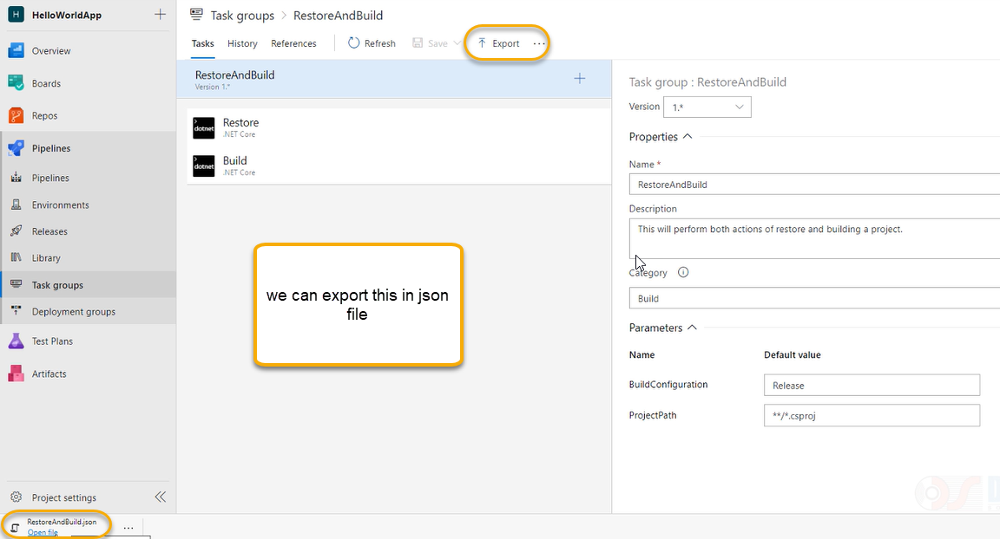 H HelloWorldApp
Task groups > RestoreAndBuild
Tasks History References Refresh Save Export ...
Overview
Boards
Repos
Pipelines
Pipelines
Environments
Releases
Library
Task groups
Deployment groups
Test Plans
Artifacts
Project settings
RestoreAndBuild
Version 1.*
dotnet
Restore
.NET Core
dotnet
Build
.NET Core
we can export this in json
file
Task group : RestoreAndBuild
Version 1.*
Properties
Name *
RestoreAndBuild
Description
This will perform both actions of restore and building a project.
Category
Build
Parameters
Name Default value
BuildConfiguration Release
ProjectPath **/*.csproj
RestoreAndBuild.json
Open file
...